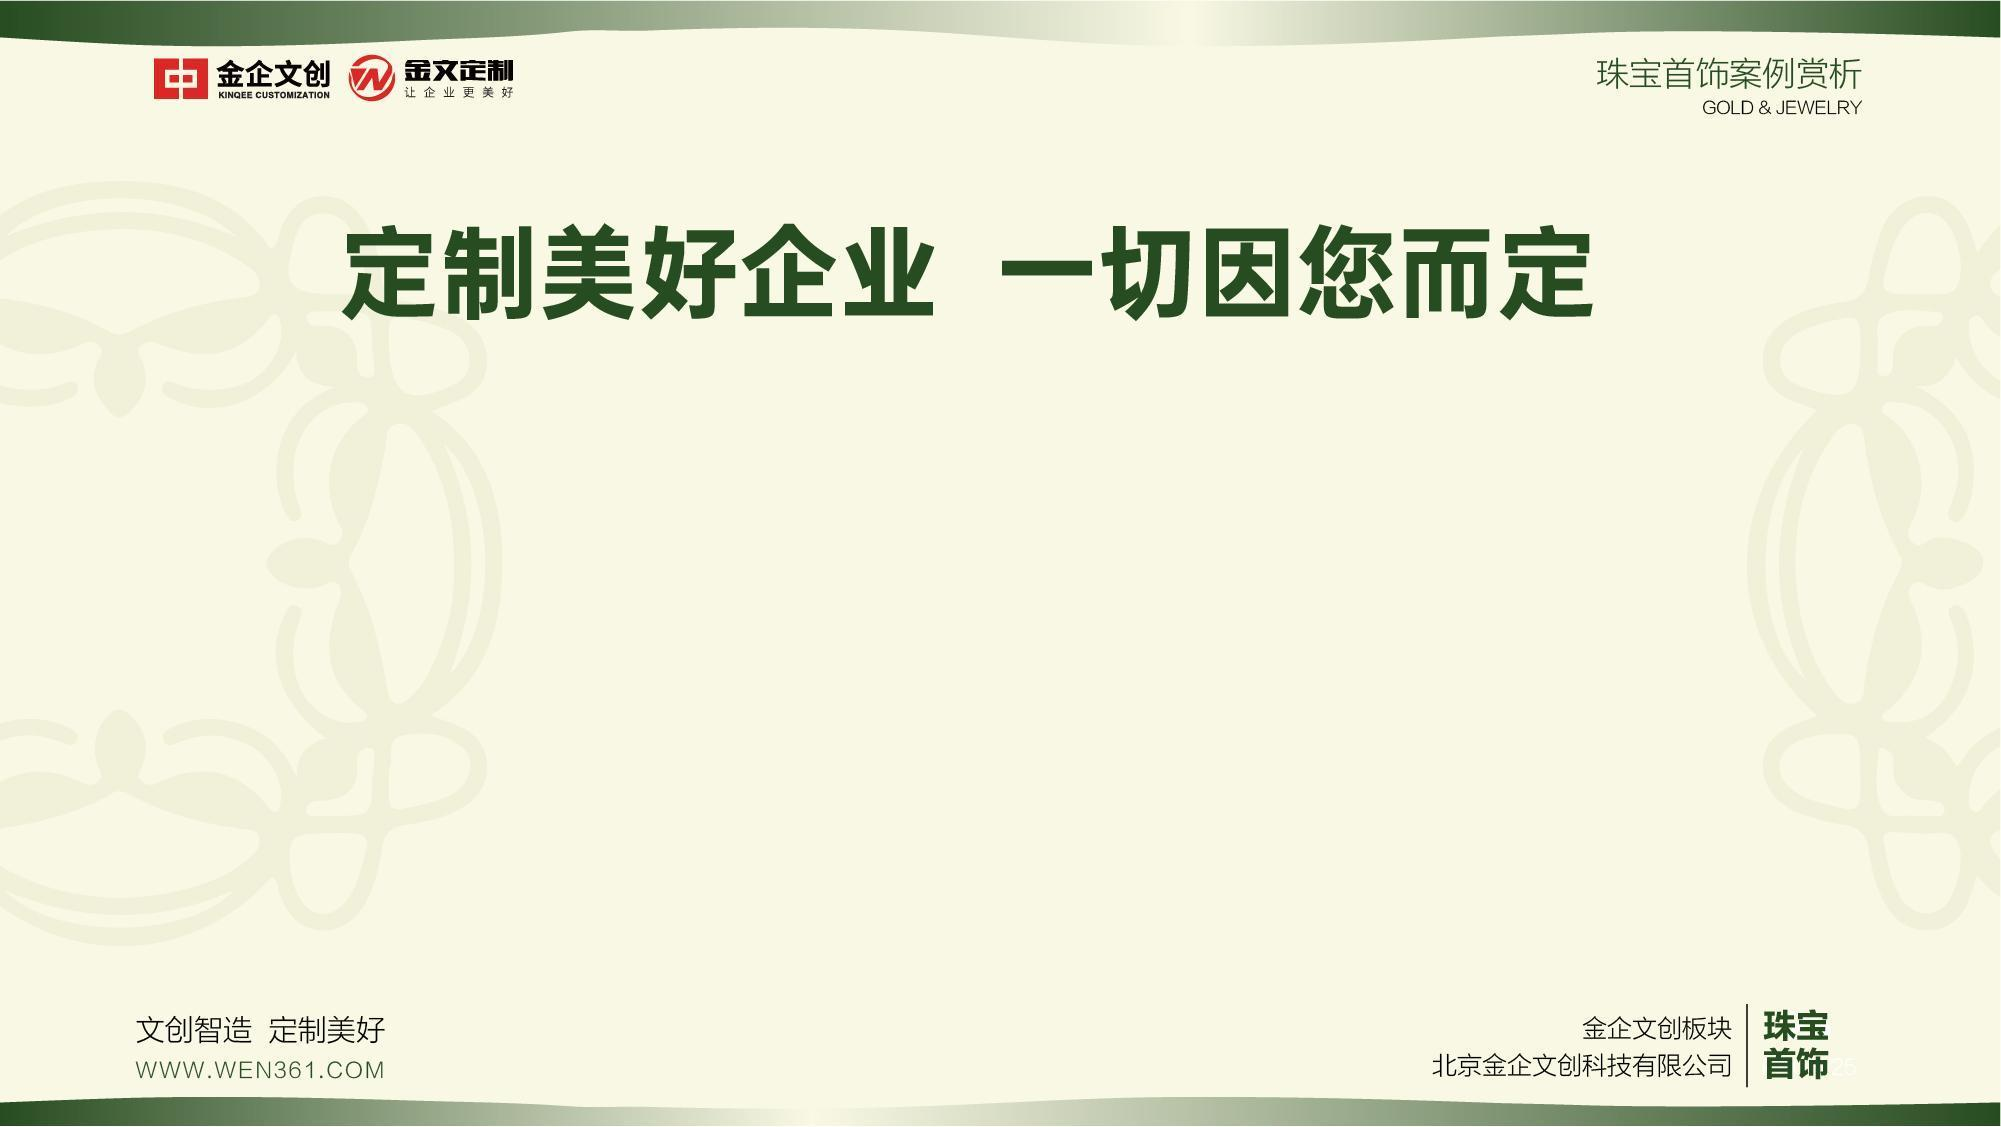 金企文创
KINQEE CUSTOMIZATION
金文定制
让企业更美好
珠宝首饰案例赏析
GOLD & JEWELRY
定制美好企业 一切因您而定
文创智造 定制美好
WWW.WEN361.COM
金企文创板块
北京金企文创科技有限公司
珠宝
首饰
25